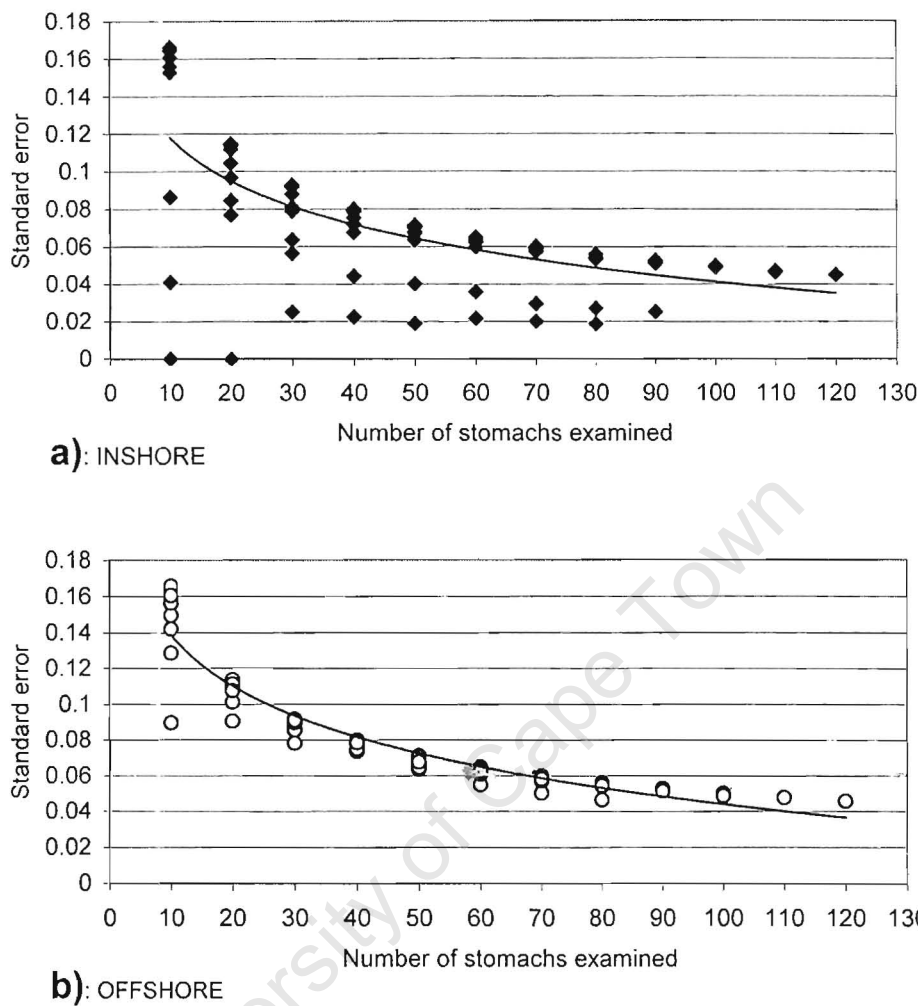 0.18
0.16
0.14
0.12
0.1
0.08
0.06
0.04
0.02
0
Standard error
0 10 20 30 40 50 60 70 80 90 100 110 120 130
Number of stomachs examined
a): INSHORE
0.18
0.16
0.14
0.12
0.1
0.08
0.06
0.04
0.02
0
Standard error
0 10 20 30 40 50 60 70 80 90 100 110 120
Number of stomachs examined
b): OFFSHORE
ersity of Cape Town